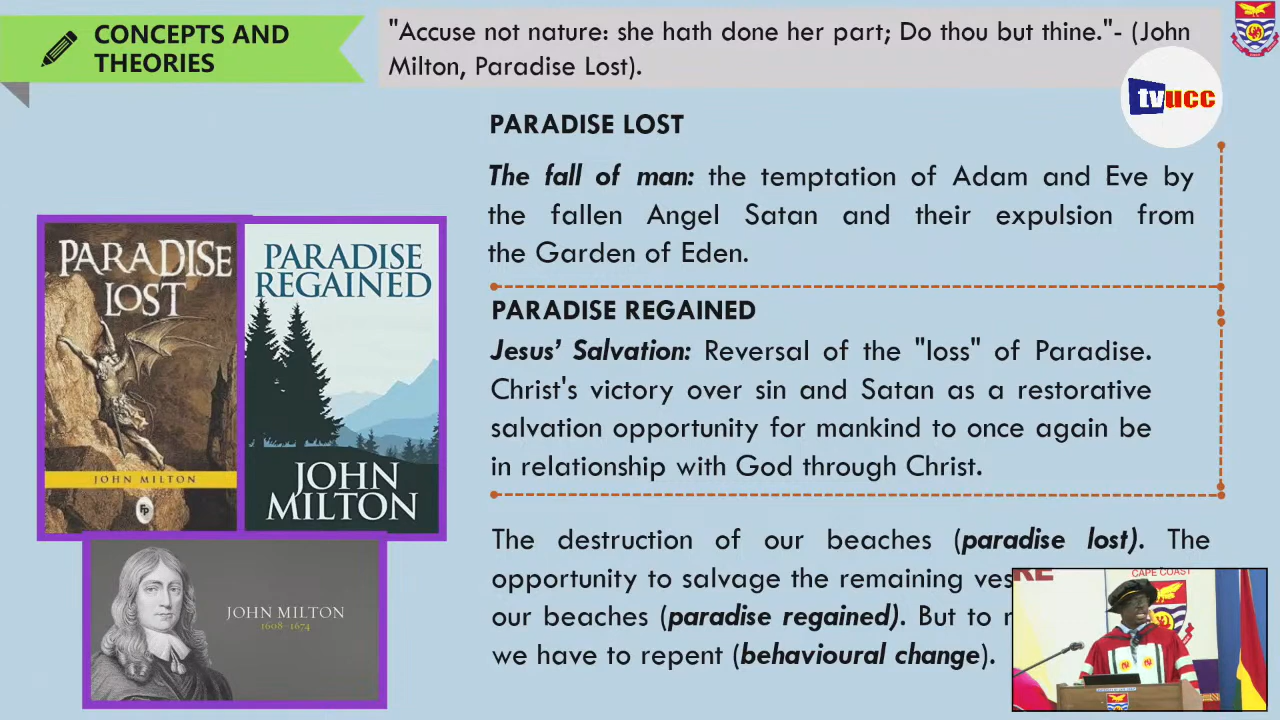 CONCEPTS AND
THEORIES
"Accuse not nature: she hath done her part; Do thou but thine."- (John
Milton, Paradise Lost).
tvucc
PARADISE LOST
The fall of man: the temptation of Adam and Eve by
the fallen Angel Satan and their expulsion from
the Garden of Eden.
PARADISE REGAINED
Jesus' Salvation: Reversal of the "loss" of Paradise.
Christ's victory over sin and Satan as a restorative
salvation opportunity for mankind to once again be
in relationship with God through Christ.
The destruction of our beaches (paradise lost). The
opportunity to salvage the remaining
our beaches (paradise regained). But to
we have to repent (behavioural change).
PARADISE
LOST
JOHN MILTON
FP
PARADISE
REGAINED
JOHN
MILTON
JOHN MILTON
1608–1674
CAPE COAST